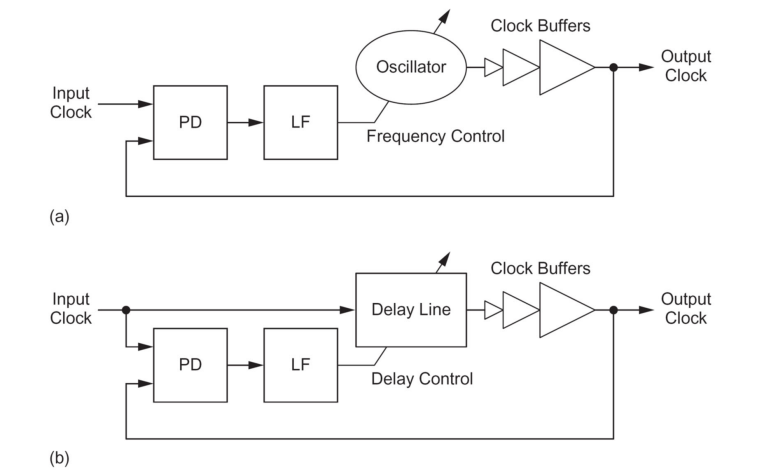 Clock Buffers
Oscillator
Output
Clock
Input
Clock
PD
LF
Frequency Control
(a)
Clock Buffers
Input
Clock
Delay Line
Output
Clock
PD
LF
Delay Control
(b)